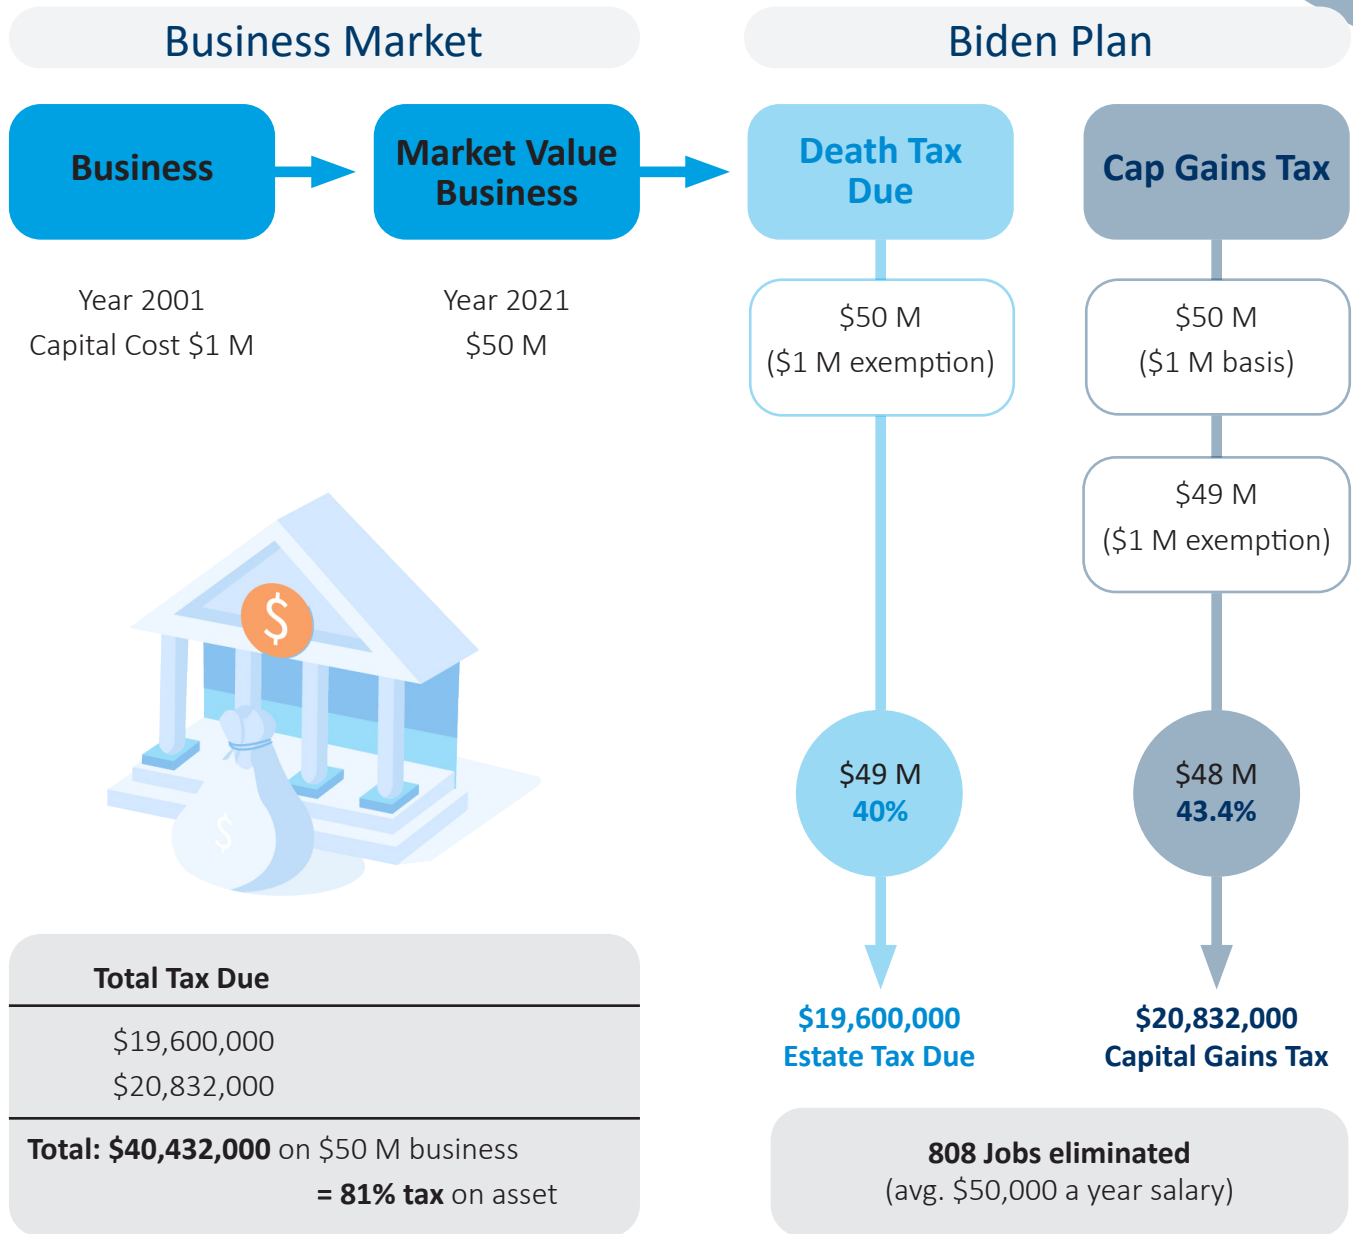 Business Market
Business
Market Value
Business
Year 2001
Capital Cost $1 M
Year 2021
$50 M
$
$
Total Tax Due
$19,600,000
$20,832,000
Total: $40,432,000 on $50 M business
= 81% tax on asset
Biden Plan
Death Tax
Due
$50 M
($1 M exemption)
$49 M
40%
$19,600,000
Estate Tax Due
Cap Gains Tax
$50 M
($1 M basis)
$49 M
($1 M exemption)
$48 M
43.4%
$20,832,000
Capital Gains Tax
808 Jobs eliminated
(avg. $50,000 a year salary)